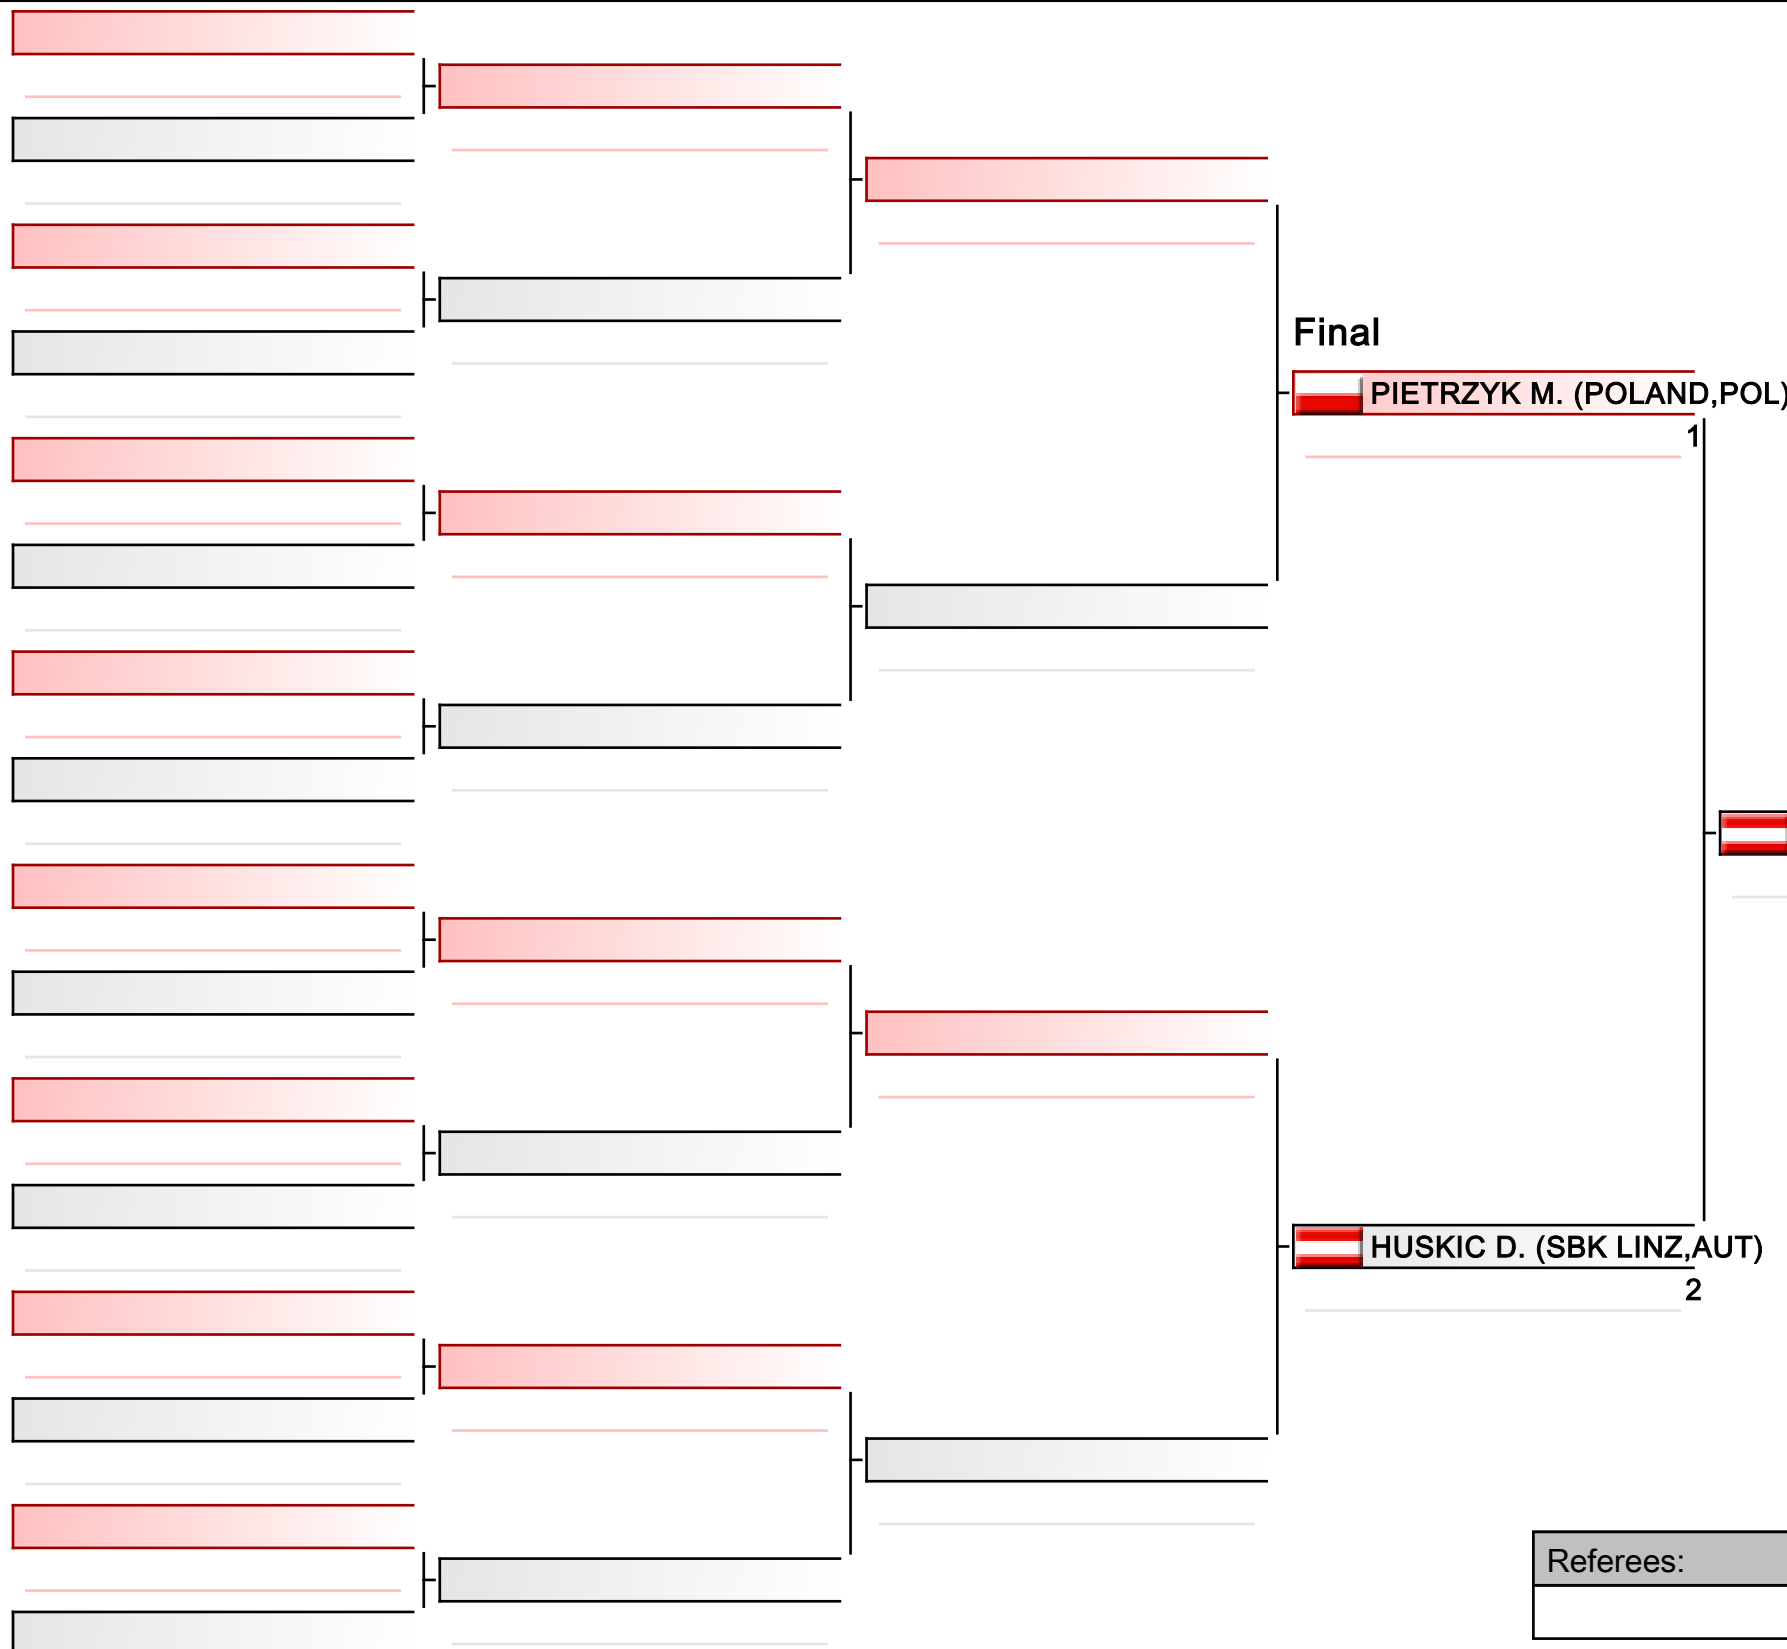 Final
PIETRZYK M. (POLAND,POL)
1
HUSKIC D. (SBK LINZ,AUT)
2
Referees: